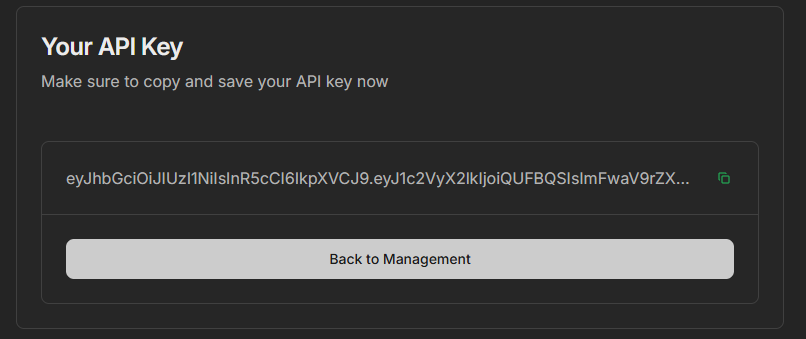 Your API Key
Make sure to copy and save your API key now
eyJhbGciOiJIUzI1NiIsInR5cCI6IkpXVCJ9.eyJ1c2VyX2lkIjoiQUFBQSIsImFwaV9rZX...
Back to Management